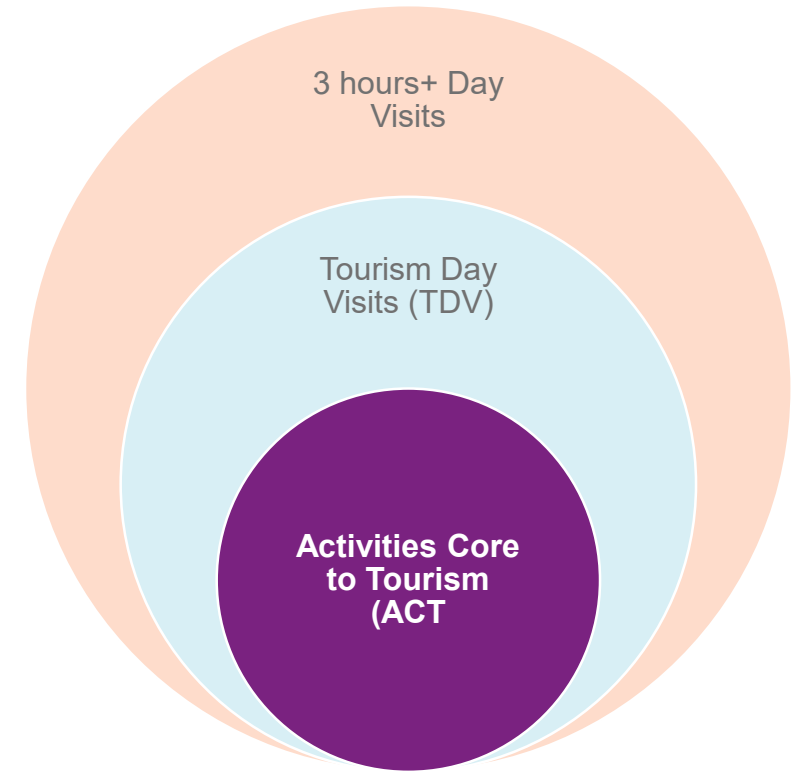 3 hours+ Day
Visits
Tourism Day
Visits (TDV)
Activities Core
to Tourism
(ACT